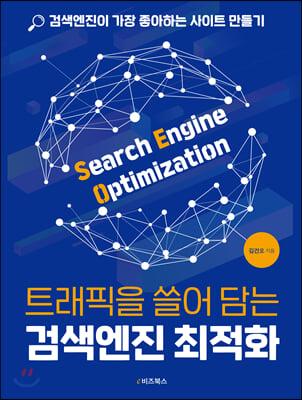 검색엔진이 가장 좋아하는 사이트 만들기
Search Engine
Optimization
김건오 지음
트래픽을 쓸어 담는
검색엔진 최적화
e비즈북스